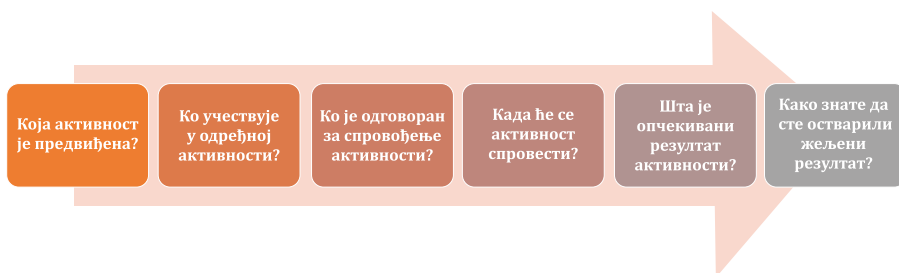 Која активност
је предвиђена?
Ко учествује
у одређној
активности?
Ко је одговоран
за спровођење
активности?
Када ће се
активност
спровести?
Шта је
опчекивани
резултат
активности?
Како знате да
сте остварили
жељени
резултат?